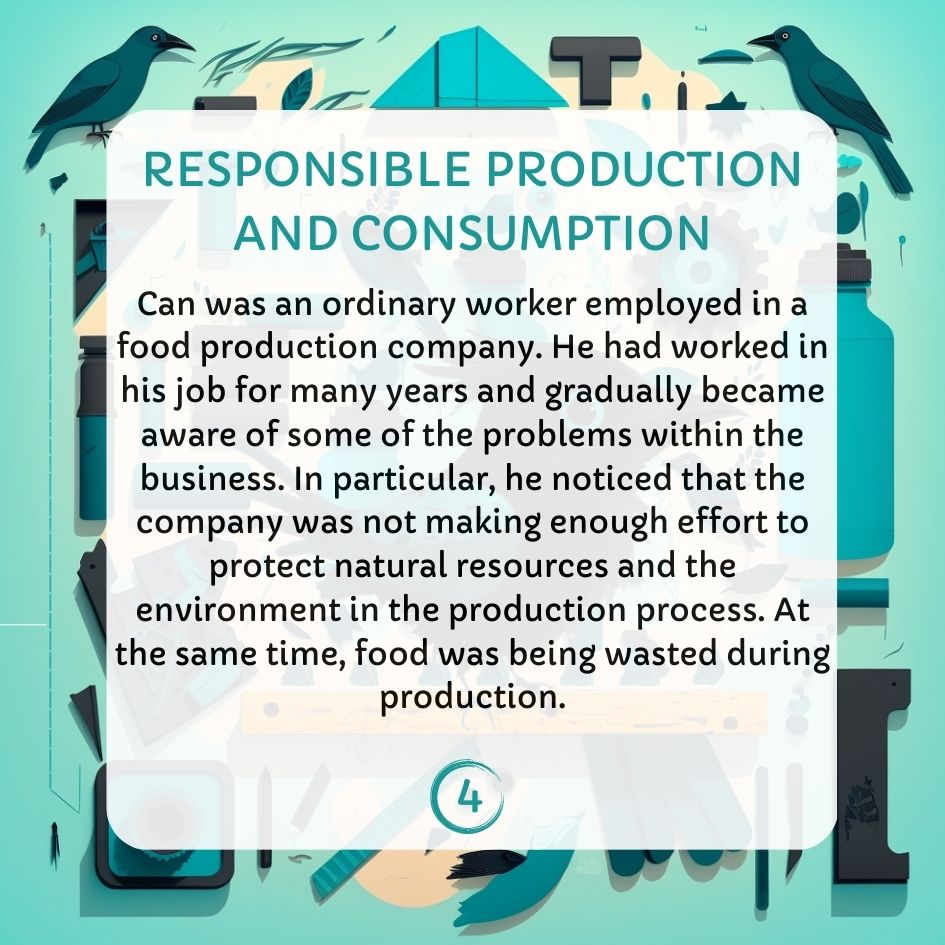 RESPONSIBLE PRODUCTION
AND CONSUMPTION
Can was an ordinary worker employed in a
food production company. He had worked in
his job for many years and gradually became
aware of some of the problems within the
business. In particular, he noticed that the
company was not making enough effort to
protect natural resources and the
environment in the production process. At
the same time, food was being wasted during
production.
4